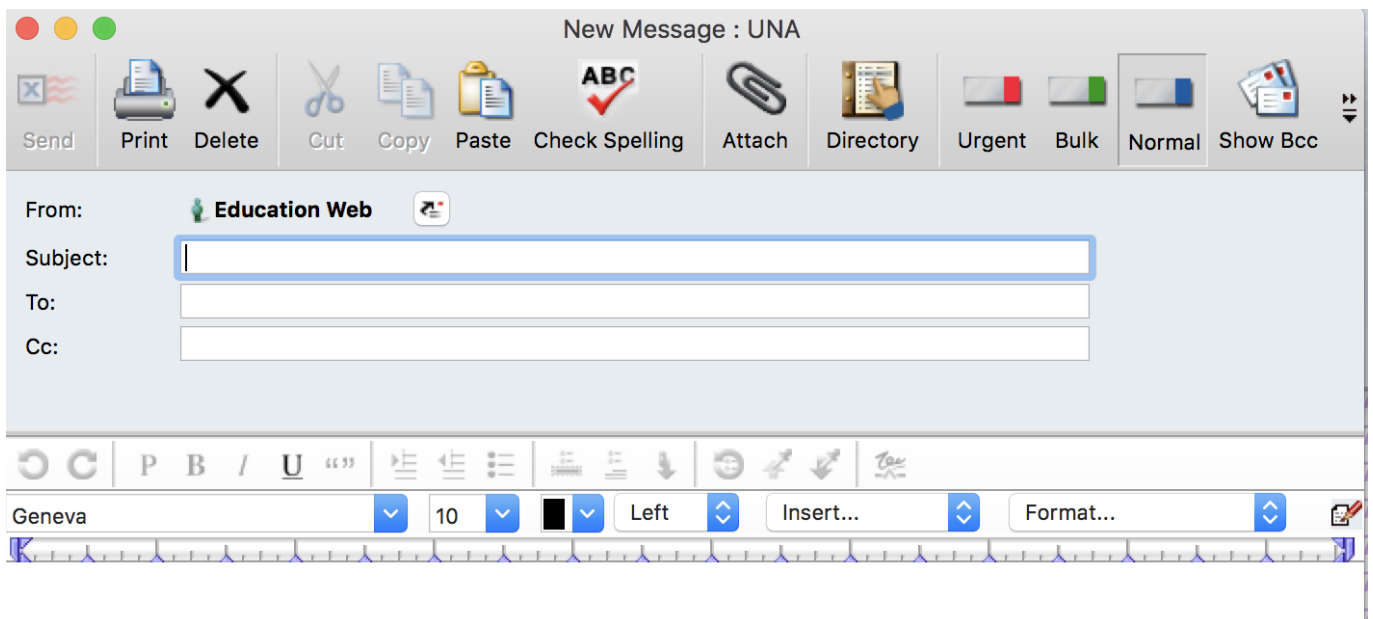 New Message : UNA
ABC
Send Print Delete Cut Copy Paste Check Spelling Attach Directory Urgent Bulk Normal Show Bcc
From: Education Web
Subject:
To:
Cc:
P B I U “”
Geneva 10 Left Insert... Format...